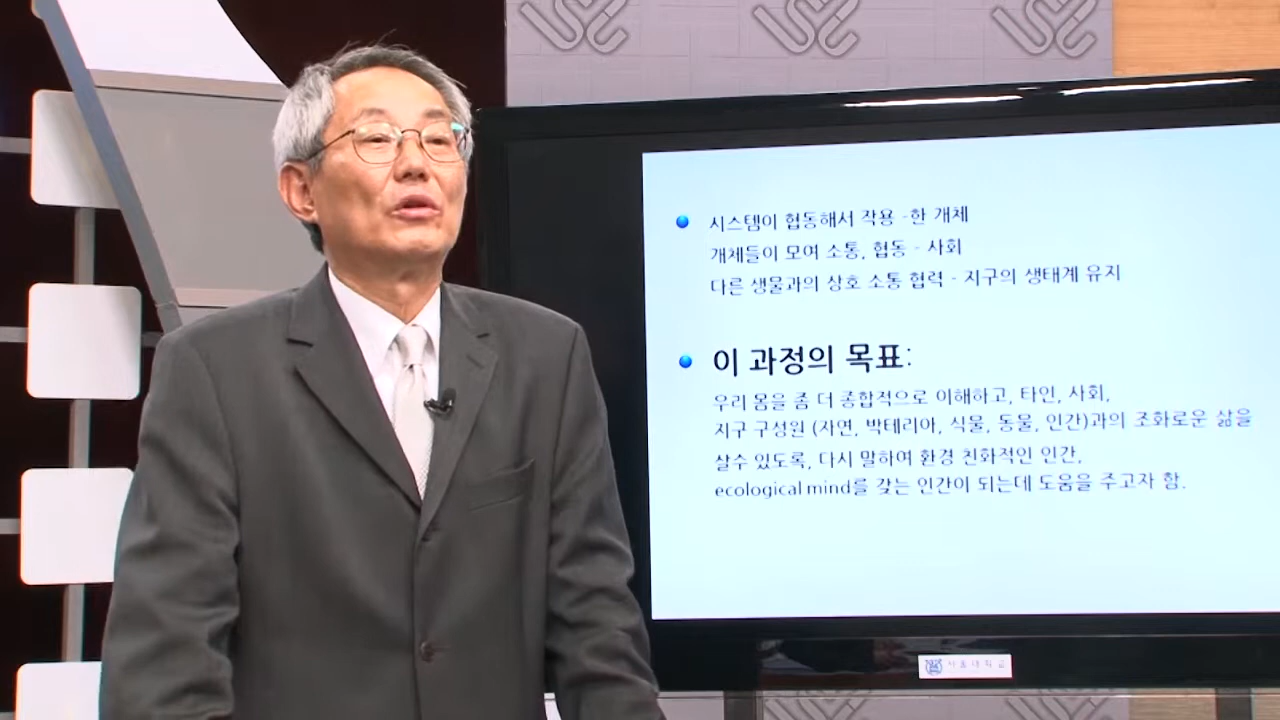 시스템이 협동해서 작용 -한 개체
개체들이 모여 소통, 협동 - 사회
다른 생물과의 상호 소통 협력 - 지구의 생태계 유지
이 과정의 목표:
우리 몸을 좀 더 종합적으로 이해하고, 타인, 사회,
지구 구성원 (자연, 박테리아, 식물, 동물, 인간)과의 조화로운 삶을
살수 있도록, 다시 말하여 환경 친화적인 인간,
ecological mind를 갖는 인간이 되는데 도움을 주고자 함.
서울대학교